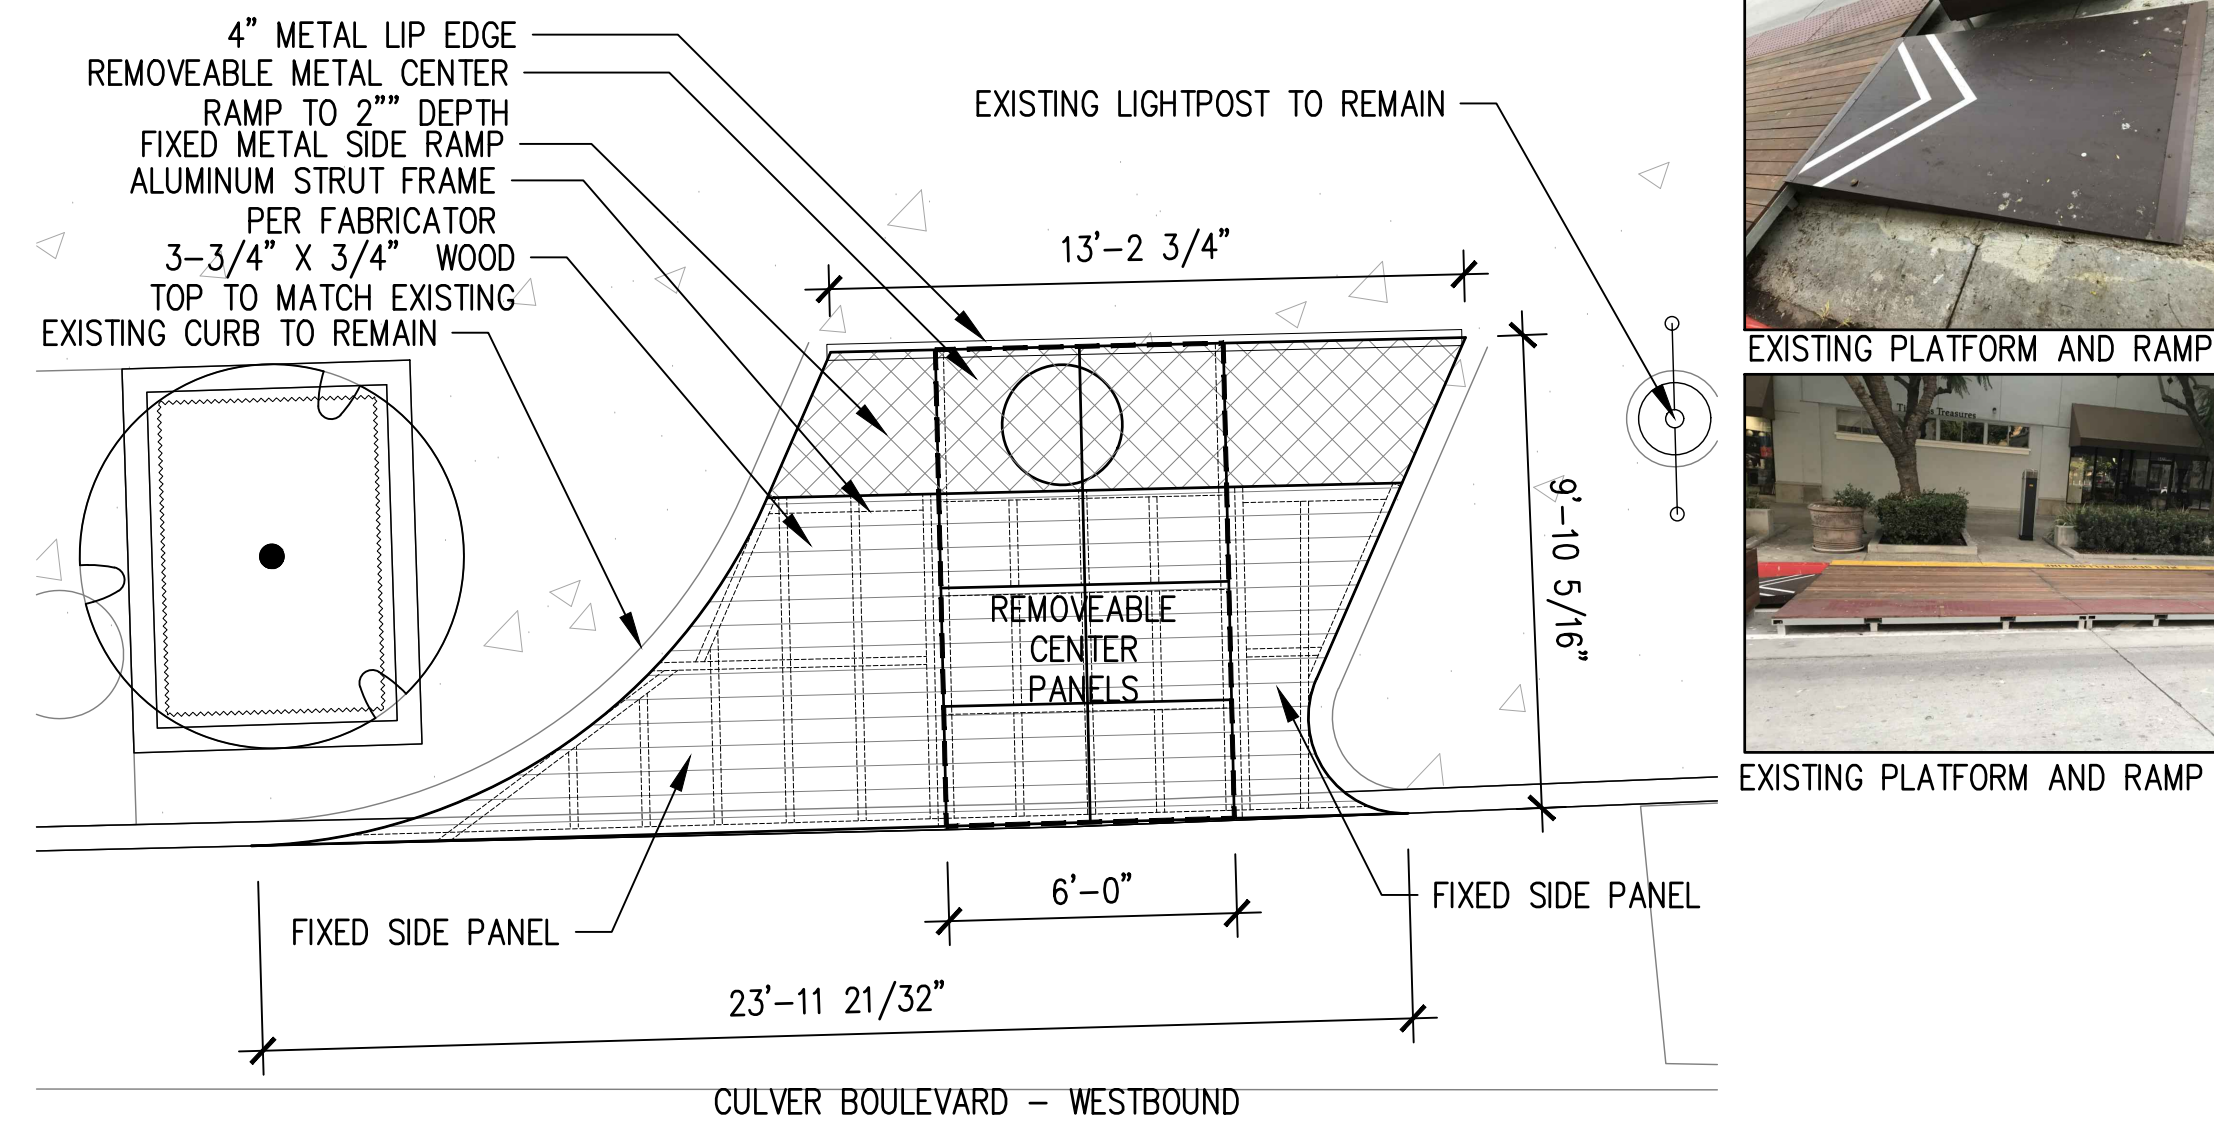 4” METAL LIP EDGE
REMOVEABLE METAL CENTER
RAMP TO 2”” DEPTH
FIXED METAL SIDE RAMP
ALUMINUM STRUT FRAME
PER FABRICATOR
3-3/4” X 3/4” WOOD
TOP TO MATCH EXISTING
EXISTING CURB TO REMAIN
EXISTING LIGHTPOST TO REMAIN
13’-2 3/4”
9’-10 5/16”
REMOVEABLE
CENTER
PANELS
6’-0”
FIXED SIDE PANEL
FIXED SIDE PANEL
23’-11 21/32”
CULVER BOULEVARD - WESTBOUND
EXISTING PLATFORM AND RAMP
Treasures
EXISTING PLATFORM AND RAMP